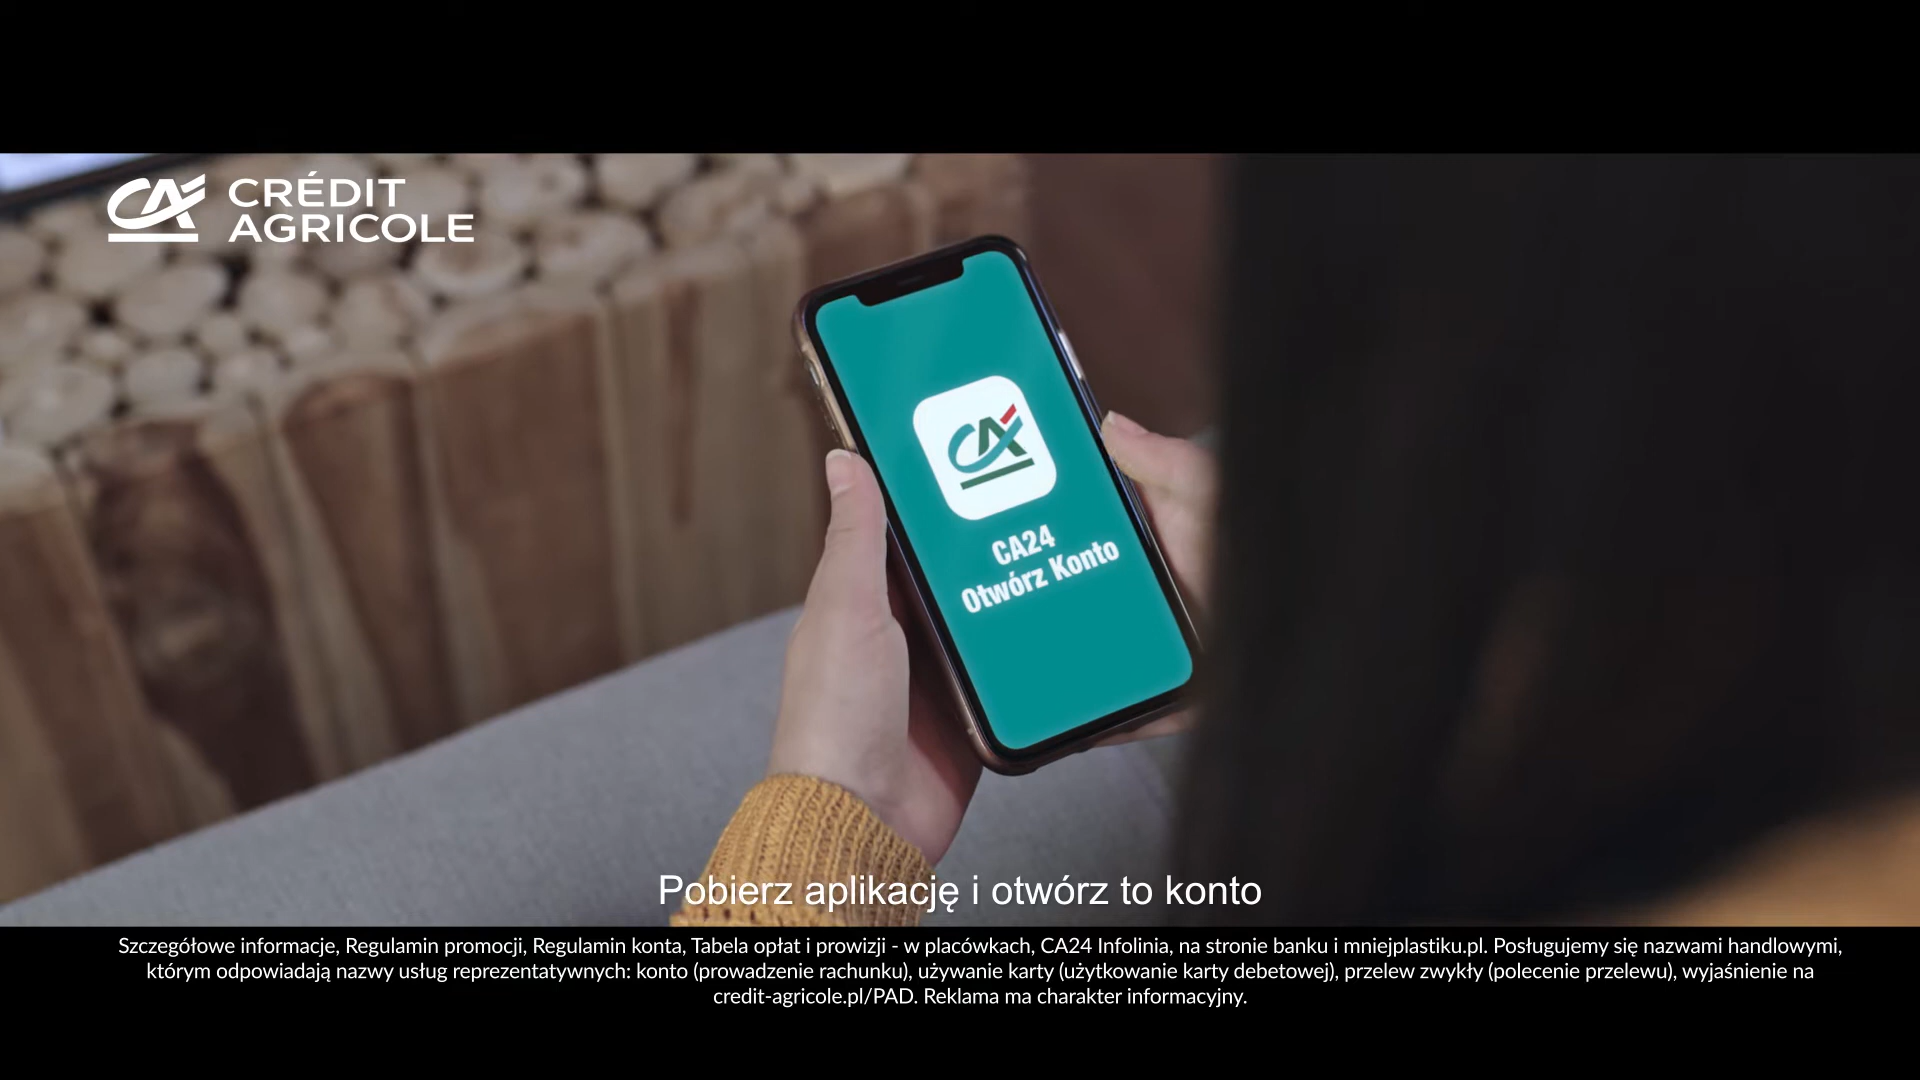 CRÉDIT
AGRICOLE
CA24
Otwórz Konto
Pobierz aplikację i otwórz to konto
Szczegółowe informacje, Regulamin promocji, Regulamin konta, Tabela opłat i prowizji - w placówkach, CA24 Infolinia, na stronie banku i mniejplastiku.pl. Posługujemy się nazwami handlowymi,
którym odpowiadają nazwy usług reprezentatywnych: konto (prowadzenie rachunku), używanie karty (użytkowanie karty debetowej), przelew zwykły (polecenie przelewu), wyjaśnienie na
credit-agricole.pl/PAD. Reklama ma charakter informacyjny.